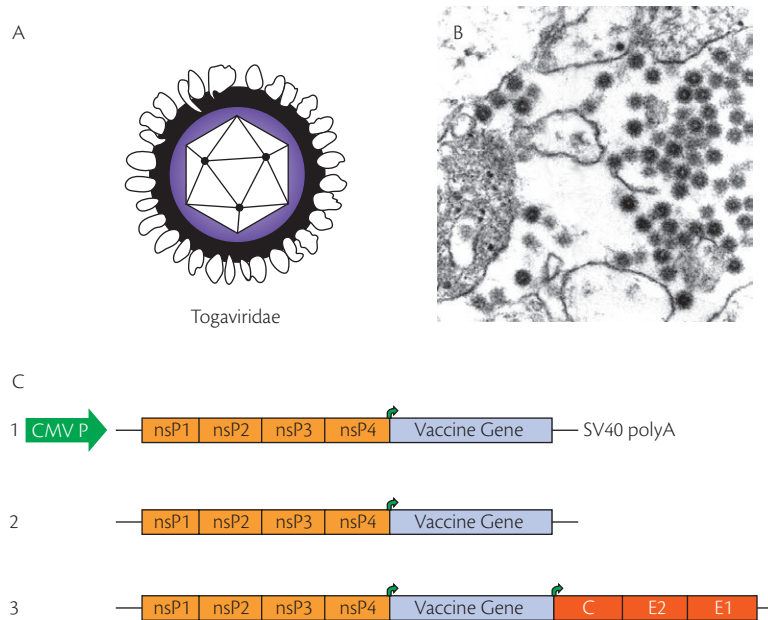 A
B
Togaviridae
C
1 CMV P nsP1 nsP2 nsP3 nsP4 Vaccine Gene SV40 polyA
2 nsP1 nsP2 nsP3 nsP4 Vaccine Gene
3 nsP1 nsP2 nsP3 nsP4 Vaccine Gene C E2 E1